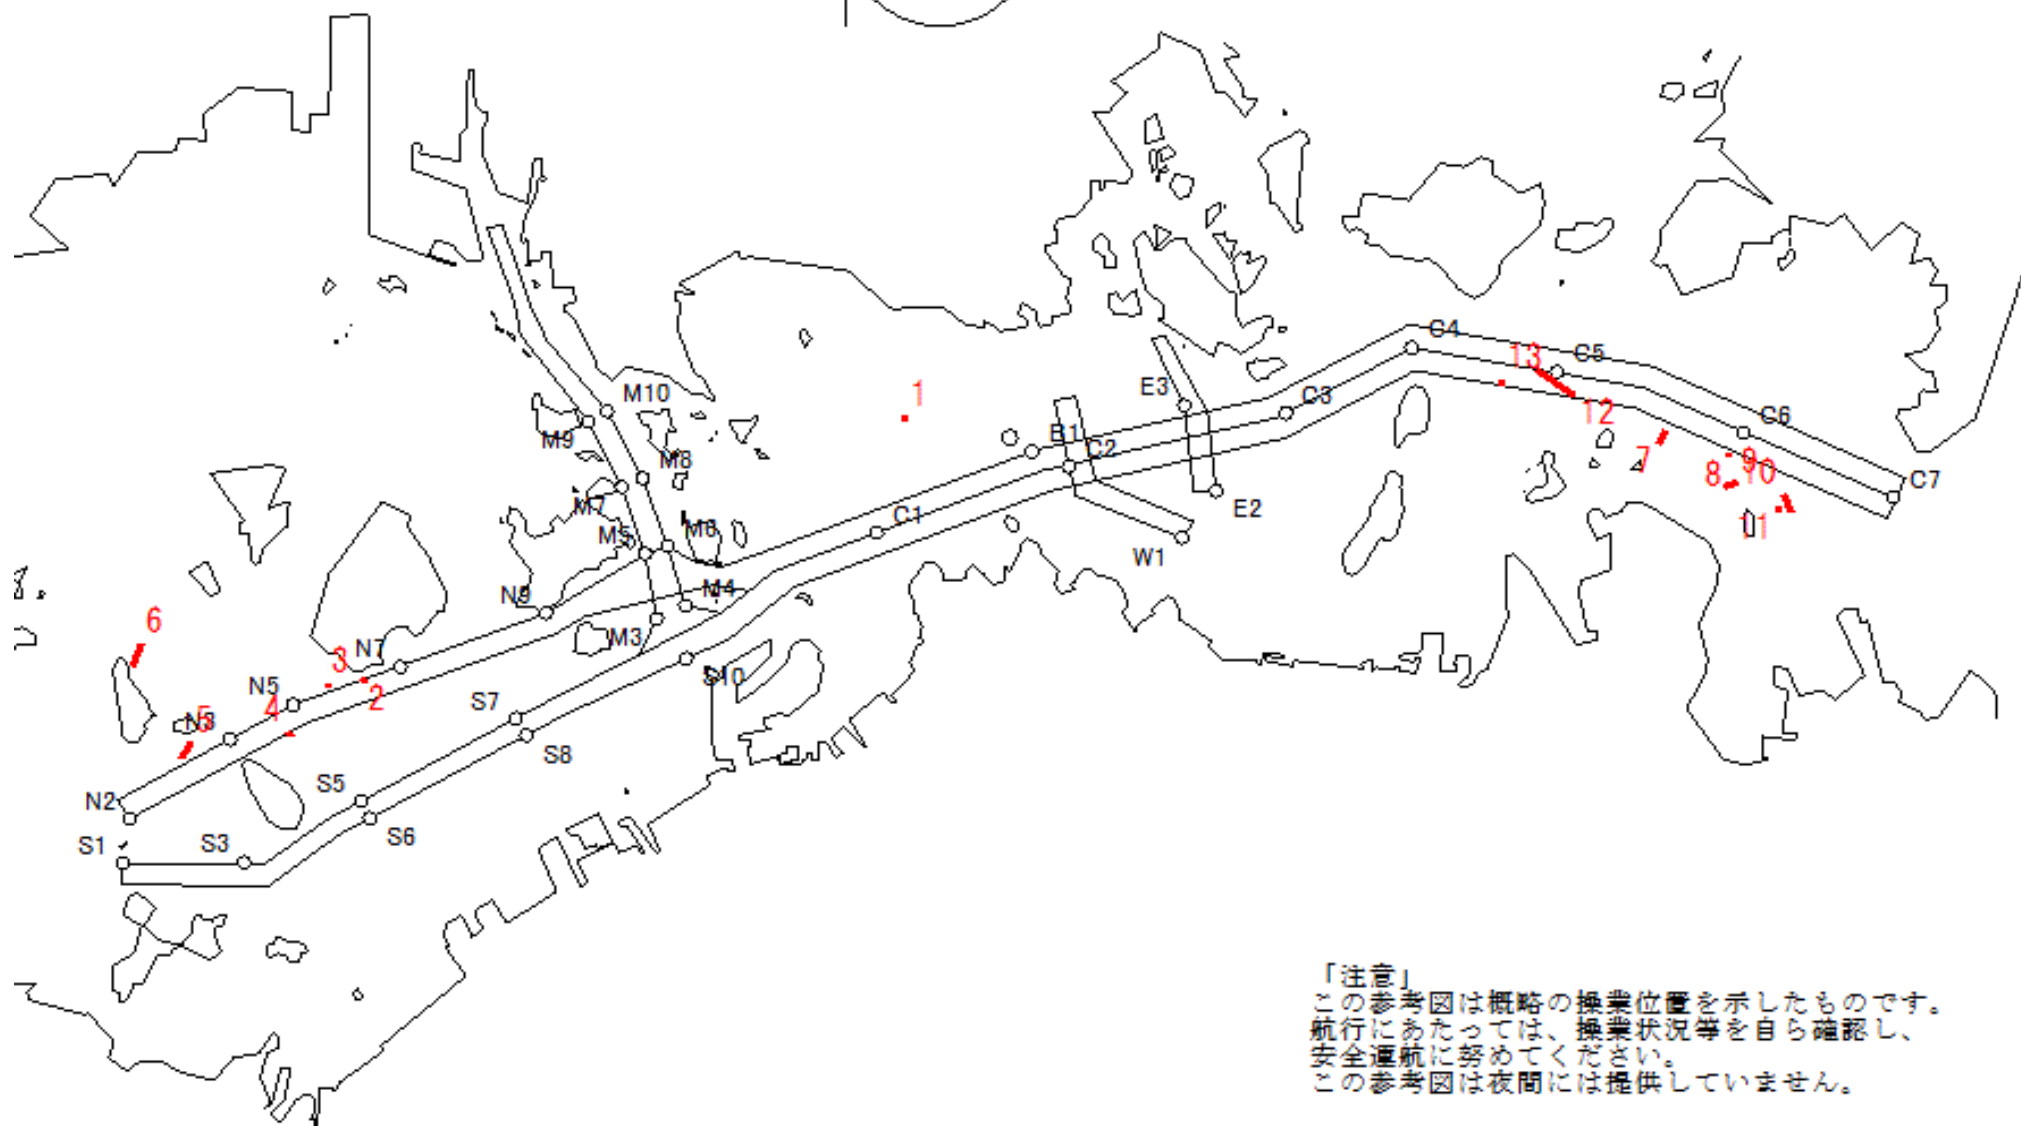 C4
13
C5
M10
E3
1
12
C3
C6
M9
B1
C2
7
9
M8
8
10
C7
M7
E2
11
C1
M5
M6
W1
N9
M4
6
M3
N7
3
S10
N5
2
4
N3
5
S7
S8
S5
N2
S6
S1
S3
「注意」
この参考図は概略の操業位置を示したものです。
航行にあたっては、操業状況等を自ら確認し、
安全運航に努めてください。
この参考図は夜間には提供していません。